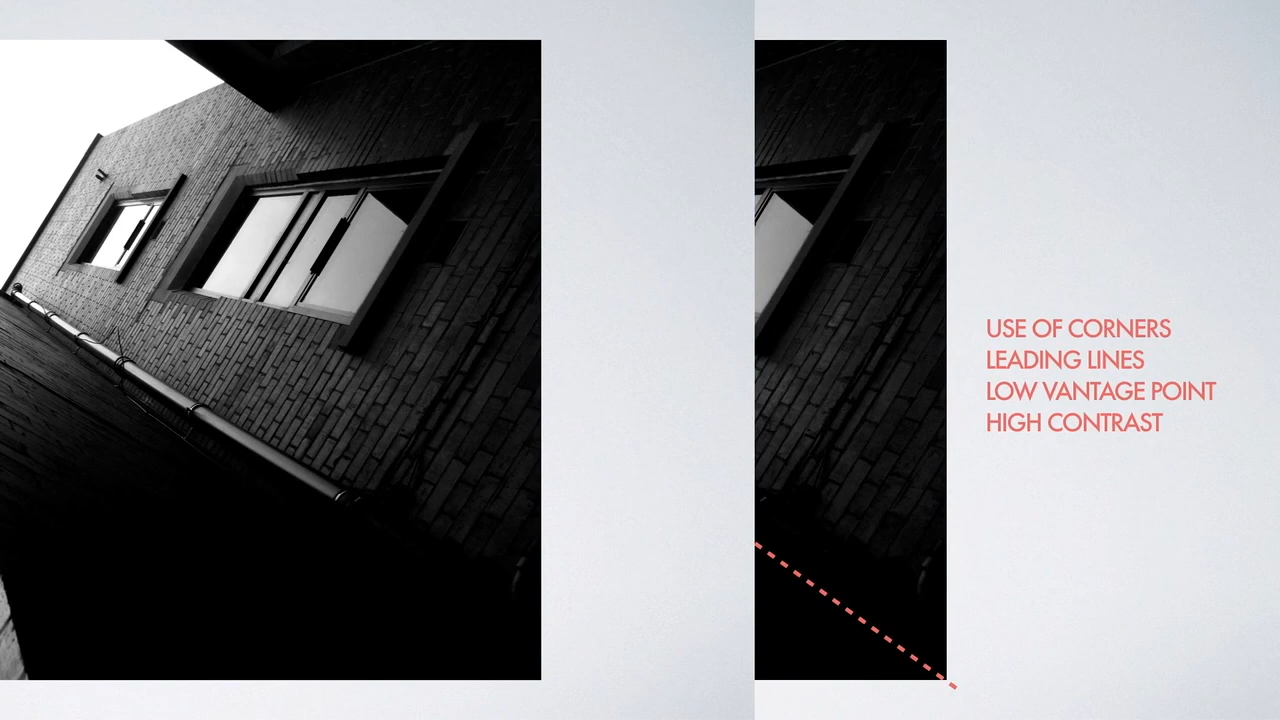 USE OF CORNERS
LEADING LINES
LOW VANTAGE POINT
HIGH CONTRAST